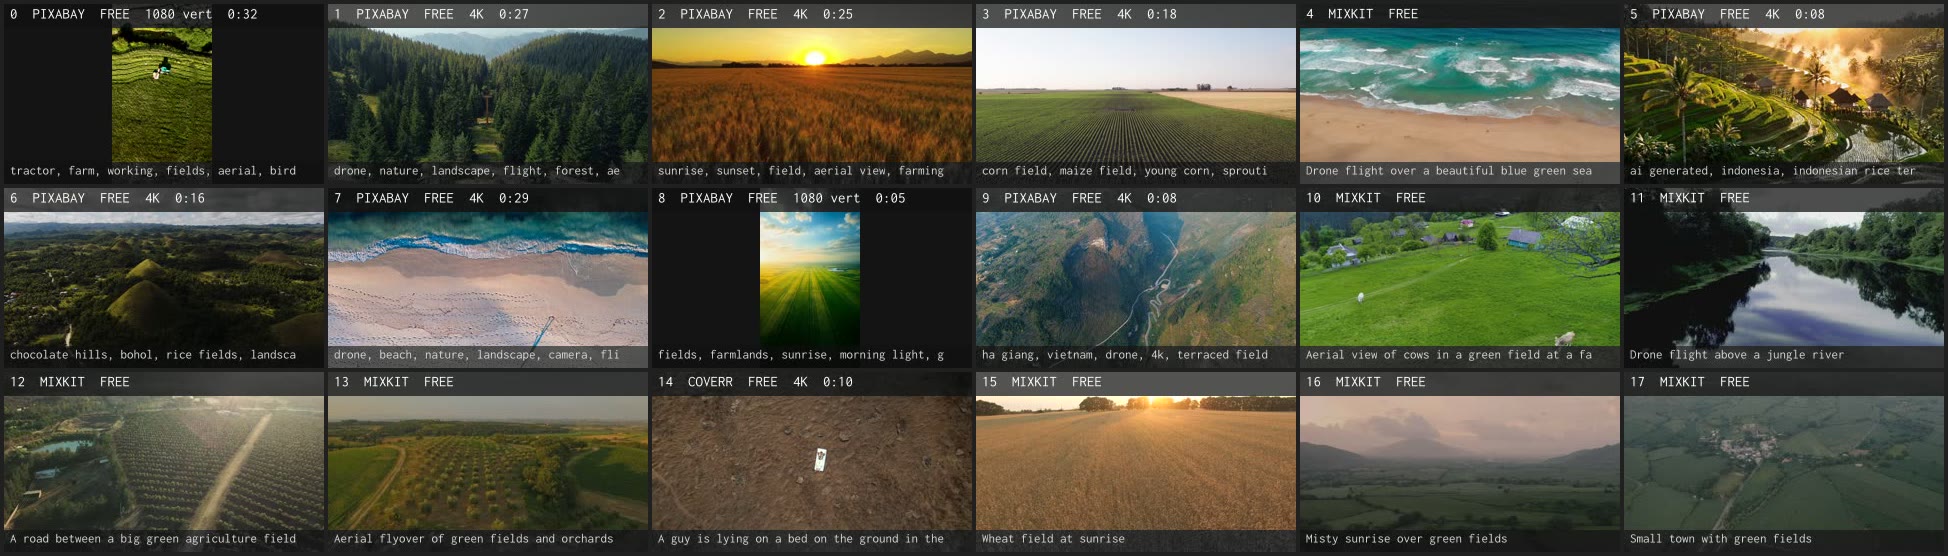 0 PIXABAY FREE 1080 vert 0:32
tractor, farm, working, fields, aerial, bird
1 PIXABAY FREE 4K 0:27
drone, nature, landscape, flight, forest, ae
2 PIXABAY FREE 4K 0:25
sunrise, sunset, field, aerial view, farming
3 PIXABAY FREE 4K 0:18
corn field, maize field, young corn, sprouti
4 MIXKIT FREE
Drone flight over a beautiful blue green sea
5 PIXABAY FREE 4K 0:08
ai generated, indonesia, indonesian rice ter
6 PIXABAY FREE 4K 0:16
chocolate hills, bohol, rice fields, landsca
7 PIXABAY FREE 4K 0:29
drone, beach, nature, landscape, camera, fli
8 PIXABAY FREE 1080 vert 0:05
fields, farmlands, sunrise, morning light, g
9 PIXABAY FREE 4K 0:08
ha giang, vietnam, drone, 4k, terraced field
10 MIXKIT FREE
Aerial view of cows in a green field at a fa
11 MIXKIT FREE
Drone flight above a jungle river
12 MIXKIT FREE
A road between a big green agriculture field
13 MIXKIT FREE
Aerial flyover of green fields and orchards
14 COVERR FREE 4K 0:10
A guy is lying on a bed on the ground in the
15 MIXKIT FREE
Wheat field at sunrise
16 MIXKIT FREE
Misty sunrise over green fields
17 MIXKIT FREE
Small town with green fields